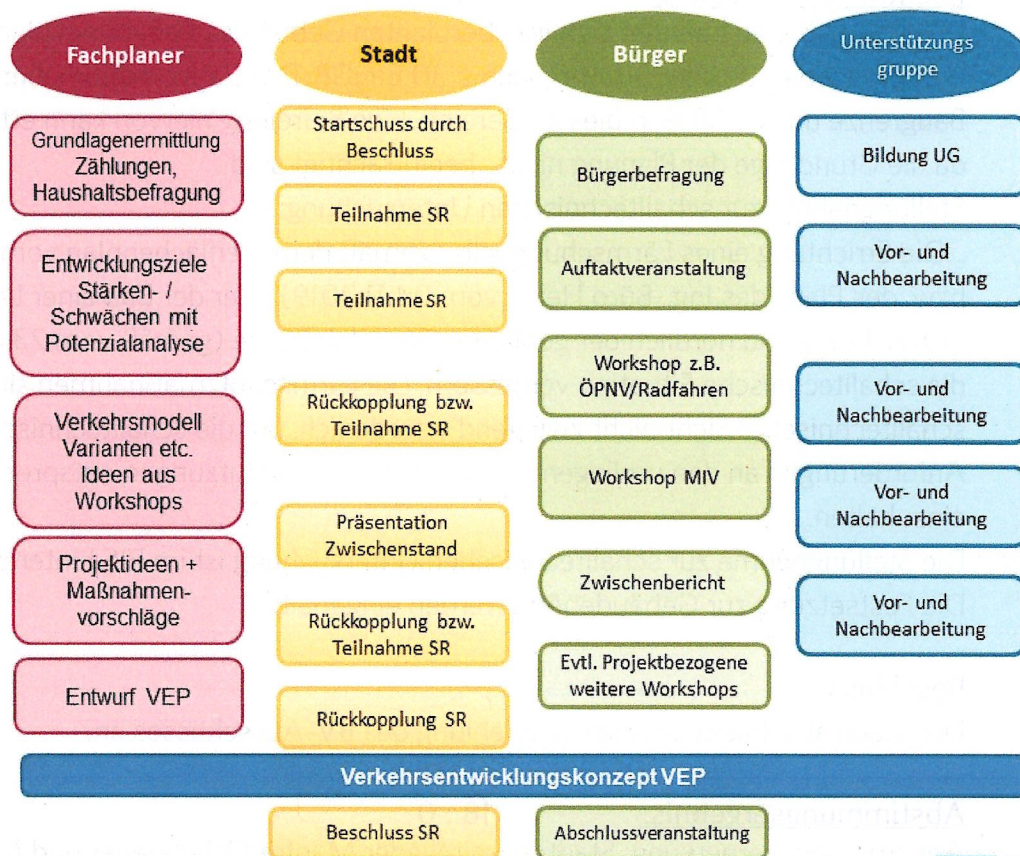 Fachplaner
Grundlagenermittlung
Zählungen,
Haushaltsbefragung
Entwicklungsziele
Stärken- /
Schwächen mit
Potenzialanalyse
Verkehrsmodell
Varianten etc.
Ideen aus
Workshops
Projektideen +
Maßnahmen-
vorschläge
Entwurf VEP
Stadt
Startschuss durch
Beschluss
Teilnahme SR
Teilnahme SR
Rückkopplung bzw.
Teilnahme SR
Präsentation
Zwischenstand
Rückkopplung bzw.
Teilnahme SR
Rückkopplung SR
Bürger
Bürgerbefragung
Auftaktveranstaltung
Workshop z.B.
ÖPNV/Radfahren
Workshop MIV
Zwischenbericht
Evtl. Projektbezogene
weitere Workshops
Unterstützungs
gruppe
Bildung UG
Vor- und
Nachbearbeitung
Vor- und
Nachbearbeitung
Vor- und
Nachbearbeitung
Vor- und
Nachbearbeitung
Verkehrsentwicklungskonzept VEP
Beschluss SR
Abschlussveranstaltung